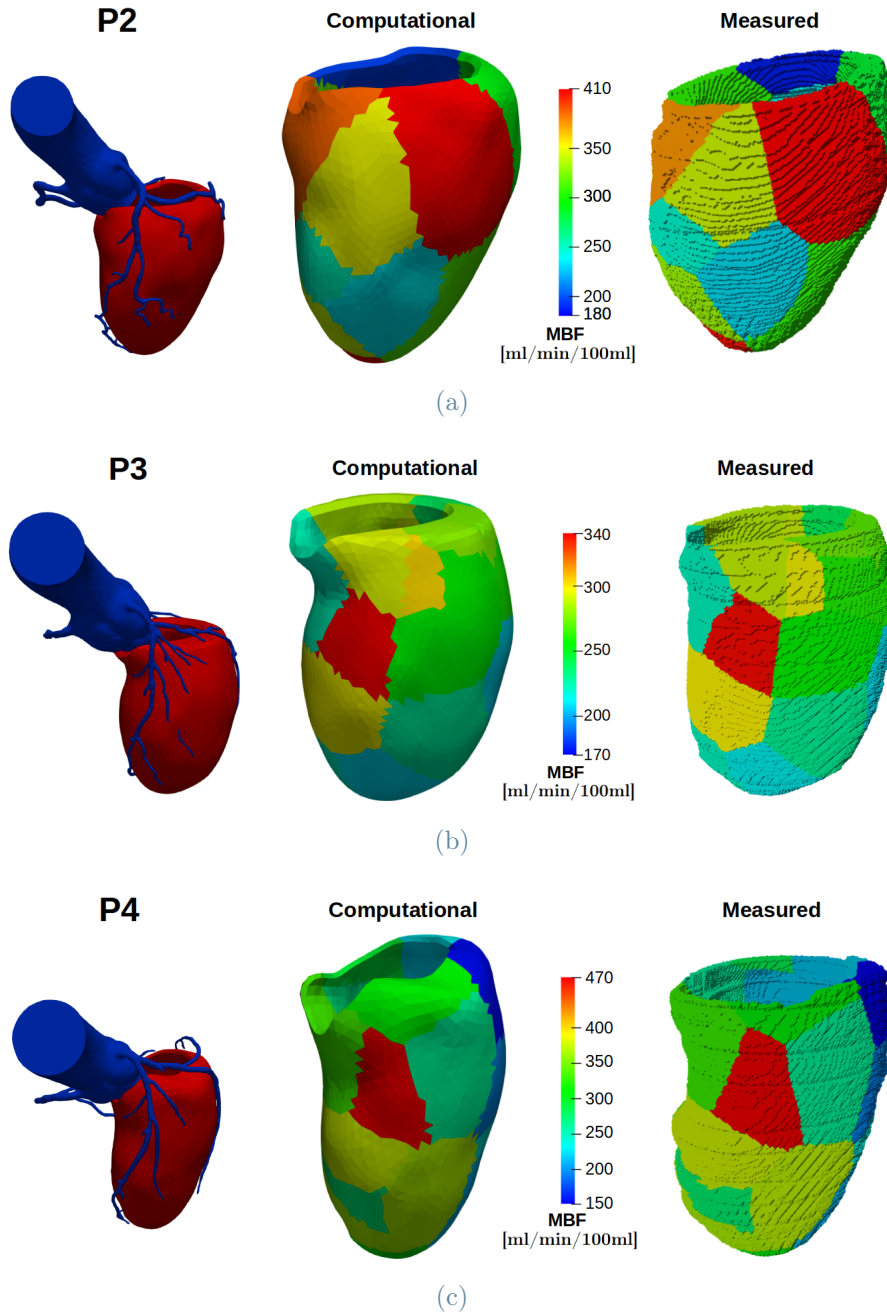 P2
Computational
Measured
410
350
300
250
200
180
MBF
[ml/min/100ml]
(a)
P3
Computational
Measured
340
300
250
200
170
MBF
[ml/min/100ml]
(b)
P4
Computational
Measured
470
400
350
300
250
200
150
MBF
[ml/min/100ml]
(c)